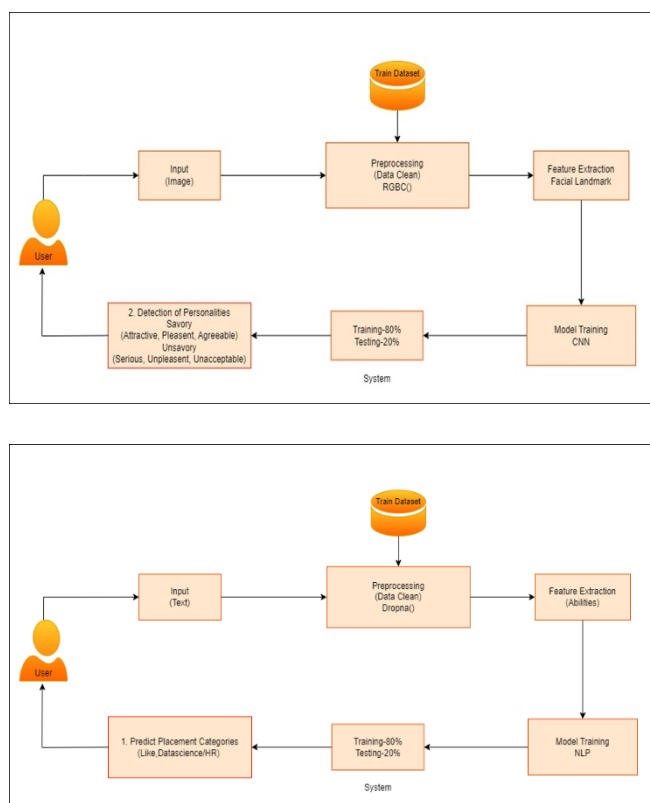 Train Dataset
Input
(Image)
Preprocessing
(Data Clean)
RGBC()
Feature Extraction
Facial Landmark
User
2. Detection of Personalities
Savory
(Attractive, Pleasent, Agreeable)
Unsavory
(Serious, Unpleasent, Unacceptable)
Training-80%
Testing-20%
Model Training
CNN
System
Train Dataset
Input
(Text)
Preprocessing
(Data Clean)
Dropna()
Feature Extraction
(Abilities)
User
1. Predict Placement Categories
(Like,Datascience/HR)
Training-80%
Testing-20%
Model Training
NLP
System